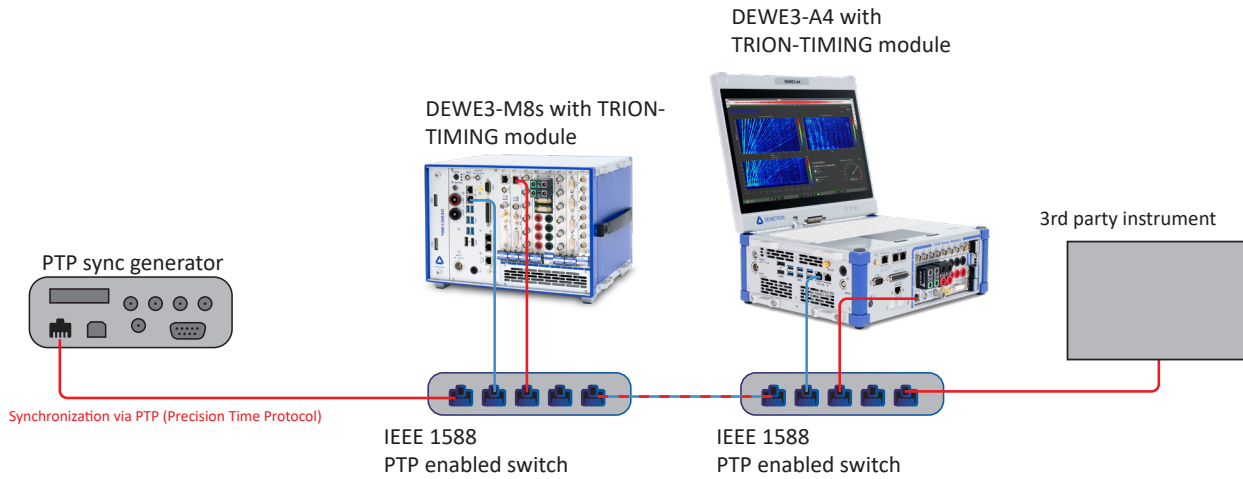 DEWE3-A4 with
TRION-TIMING module
DEWE3-M8s with TRION-
TIMING module
3rd party instrument
PTP sync generator
DEWETRON
Synchronization via PTP (Precision Time Protocol)
IEEE 1588
PTP enabled switch
IEEE 1588
PTP enabled switch